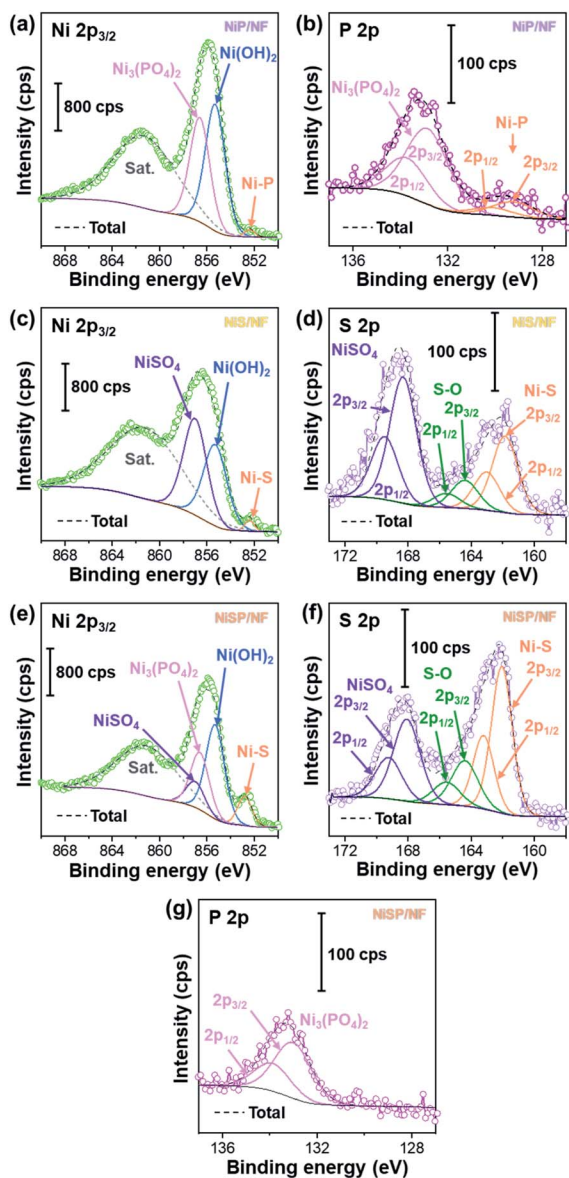 (a) Ni 2p3/2 NiP/NF
Ni3(PO4)2 Ni(OH)2
800 cps
Sat.
Ni-P
Total
868 864 860 856 852
Binding energy (eV)
Intensity (cps)
(b) P 2p NiP/NF
100 cps
Ni3(PO4)2
Ni-P
2p3/2 2p1/2 2p3/2
2p1/2
Total
136 132 128
Binding energy (eV)
Intensity (cps)
(c) Ni 2p3/2 NiS/NF
NiSO4 Ni(OH)2
800 cps
Sat.
Ni-S
Total
868 864 860 856 852
Binding energy (eV)
Intensity (cps)
(d) S 2p NiS/NF
NiSO4 100 cps
S-O Ni-S
2p3/2 2p3/2 2p3/2
2p1/2
2p1/2 2p1/2
Total
172 168 164 160
Binding energy (eV)
Intensity (cps)
(e) Ni 2p3/2 NiSP/NF
800 cps
Ni3(PO4)2 Ni(OH)2
NiSO4
Sat.
Ni-S
Total
868 864 860 856 852
Binding energy (eV)
Intensity (cps)
(f) S 2p NiSP/NF
100 cps
Ni-S
NiSO4 S-O 2p3/2
2p3/2 2p3/2
2p1/2 2p1/2 2p1/2
Total
172 168 164 160
Binding energy (eV)
Intensity (cps)
(g) P 2p NiSP/NF
100 cps
2p3/2 Ni3(PO4)2
2p1/2
Total
136 132 128
Binding energy (eV)
Intensity (cps)